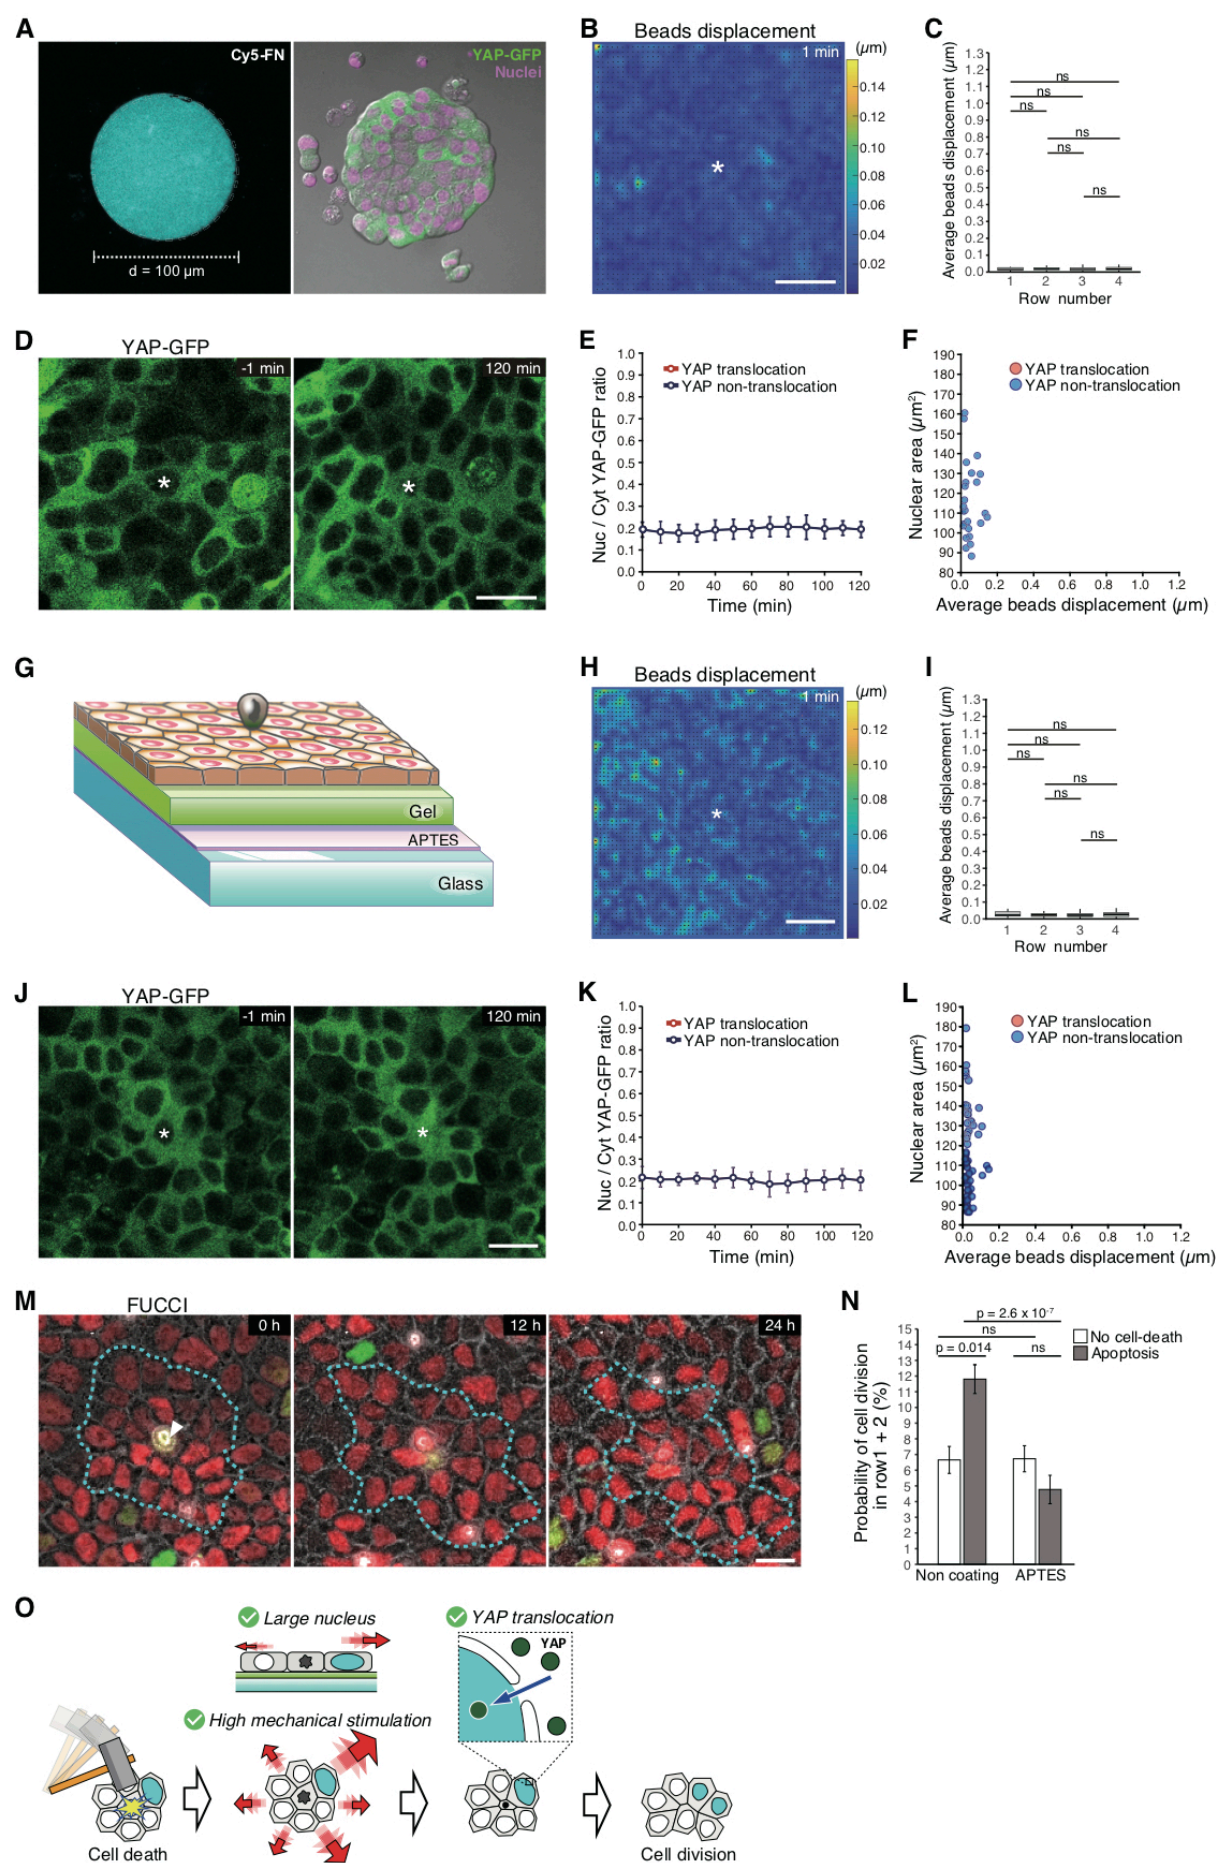 A
Cy5-FN
d = 100 µm
YAP-GFP
Nuclei
B
Beads displacement
1 min
(µm)
0.14
0.12
0.10
0.08
0.06
0.04
0.02
*
C
Average beads displacement (µm)
1.3
1.2
1.1
1.0
0.9
0.8
0.7
0.6
0.5
0.4
0.3
0.2
0.1
0.0
ns
ns
ns
ns
ns
ns
1 2 3 4
Row number
D
YAP-GFP
-1 min
*
120 min
*
E
Nuc / Cyt YAP-GFP ratio
1.0
0.9
0.8
0.7
0.6
0.5
0.4
0.3
0.2
0.1
0.0
YAP translocation
YAP non-translocation
0 20 40 60 80 100 120
Time (min)
F
Nuclear area (µm²)
190
180
170
160
150
140
130
120
110
100
90
80
YAP translocation
YAP non-translocation
0.0 0.2 0.4 0.6 0.8 1.0 1.2
Average beads displacement (µm)
G
Gel
APTES
Glass
H
Beads displacement
1 min
(µm)
0.12
0.10
0.08
0.06
0.04
0.02
*
I
Average beads displacement (µm)
1.3
1.2
1.1
1.0
0.9
0.8
0.7
0.6
0.5
0.4
0.3
0.2
0.1
0.0
ns
ns
ns
ns
ns
ns
1 2 3 4
Row number
J
YAP-GFP
-1 min
*
120 min
*
K
Nuc / Cyt YAP-GFP ratio
1.0
0.9
0.8
0.7
0.6
0.5
0.4
0.3
0.2
0.1
0.0
YAP translocation
YAP non-translocation
0 20 40 60 80 100 120
Time (min)
L
Nuclear area (µm²)
190
180
170
160
150
140
130
120
110
100
90
80
YAP translocation
YAP non-translocation
0.0 0.2 0.4 0.6 0.8 1.0 1.2
Average beads displacement (µm)
M
FUCCI
0 h
12 h
24 h
N
Probability of cell division
in row1 + 2 (%)
15
14
13
12
11
10
9
8
7
6
5
4
3
2
1
0
p = 2.6 x 10⁻⁷
ns
p = 0.014
ns
No cell-death
Apoptosis
Non coating
APTES
O
Large nucleus
High mechanical stimulation
YAP translocation
YAP
Cell death
Cell division